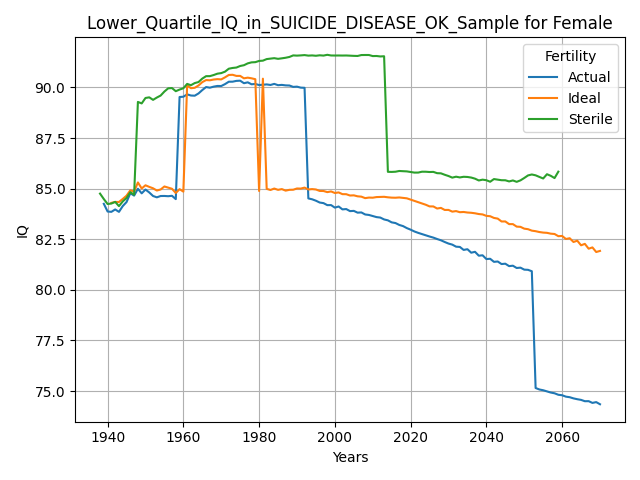 Lower_Quartile_IQ_in_SUICIDE_DISEASE_OK_Sample for Female
Fertility
Actual
Ideal
Sterile
IQ
90.0
87.5
85.0
82.5
80.0
77.5
75.0
1940
1960
1980
2000
2020
2040
2060
Years